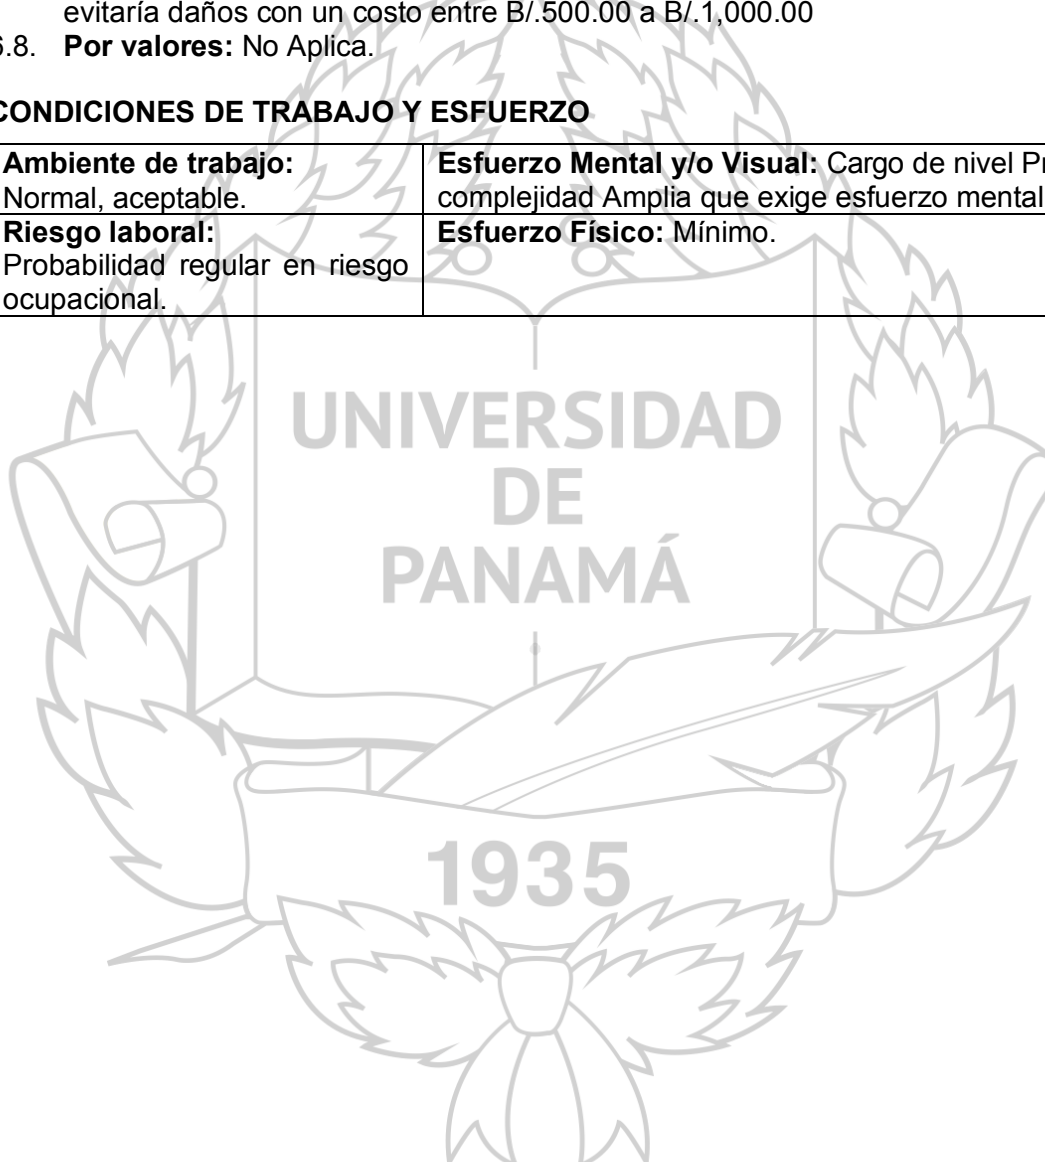 evitaría daños con un costo entre B/.500.00 a B/.1,000.00
6.8. Por valores: No Aplica.
CONDICIONES DE TRABAJO Y ESFUERZO
Ambiente de trabajo:
Normal, aceptable.
Esfuerzo Mental y/o Visual: Cargo de nivel
complejidad Amplia que exige esfuerzo mental
Riesgo laboral:
Probabilidad regular en riesgo
ocupacional.
Esfuerzo Físico: Mínimo.
UNIVERSIDAD
DE
PANAMÁ
1935